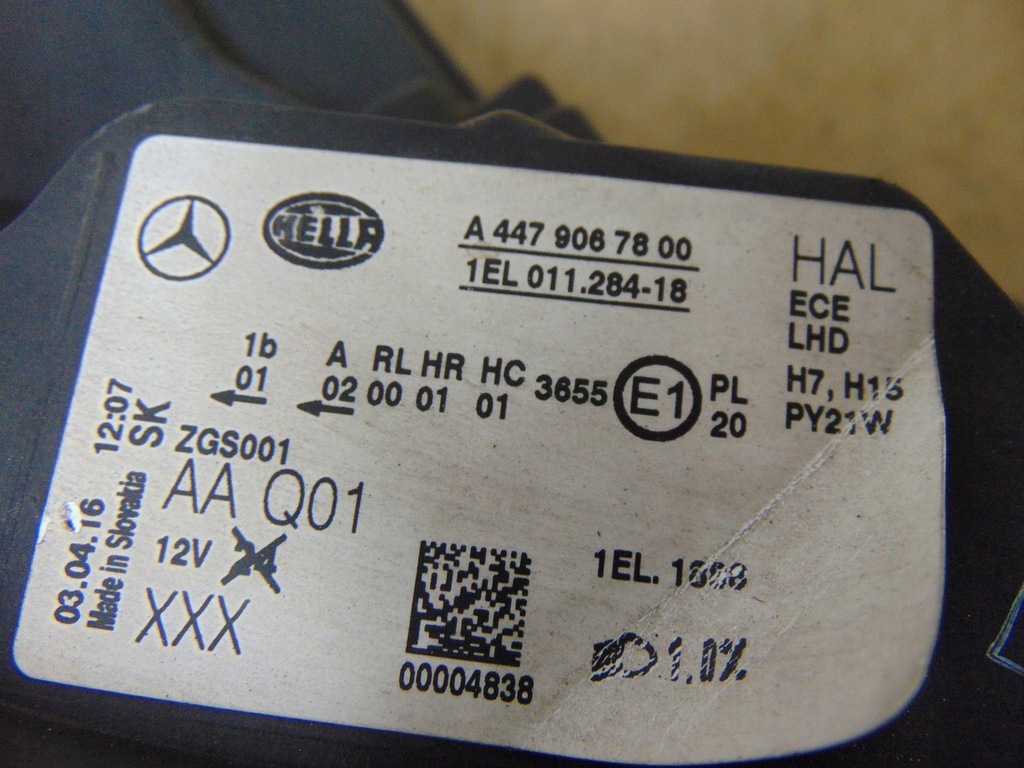 HELLA
A 447 906 78 00
1EL 011.284-18
HAL
ECE
LHD
H7, H15
PY21W
1b
01
A
02
RL
00
HR
01
HC
01
3655
E1
PL
20
12:07
SK
ZGS001
AA Q01
03.04.16
Made in Slovakia
12V
XXX
00004838
1EL.
1.0%